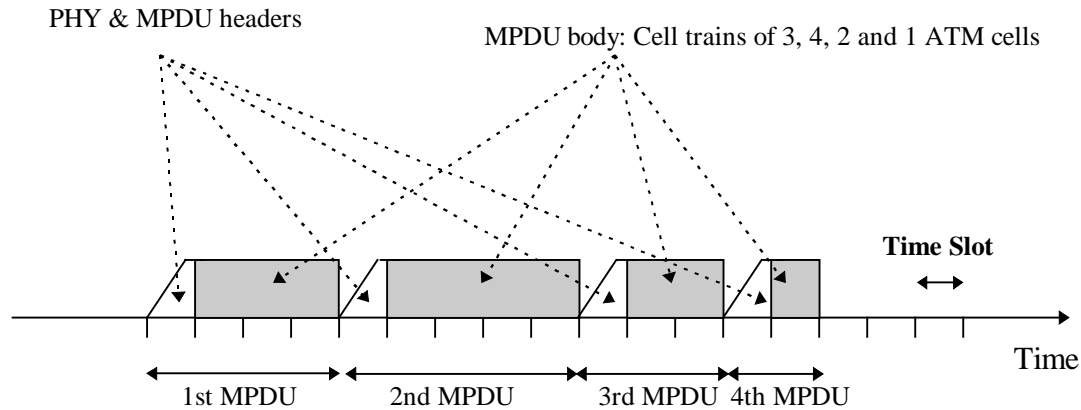 PHY & MPDU headers
MPDU body: Cell trains of 3, 4, 2 and 1 ATM cells
Time Slot
Time
1st MPDU
2nd MPDU
3rd MPDU
4th MPDU